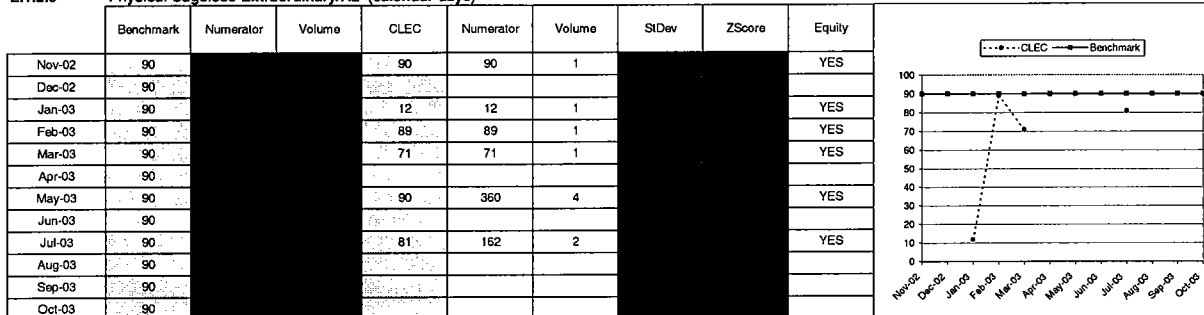 Physical Cageless-Extraordinary/AL (calendar days)
Benchmark Numerator Volume CLEC Numerator Volume StDev ZScore Equity
Nov-02 90 90 90 1 YES
Dec-02 90
Jan-03 90 12 12 1 YES
Feb-03 90 89 89 1 YES
Mar-03 90 71 71 1 YES
Apr-03 90
May-03 90 90 360 4 YES
Jun-03 90
Jul-03 90 81 162 2 YES
Aug-03 90
Sep-03 90
Oct-03 90
CLEC Benchmark
100
90
80
70
60
50
40
30
20
10
0
Nov-02 Dec-02 Jan-03 Feb-03 Mar-03 Apr-03 May-03 Jun-03 Jul-03 Aug-03 Sep-03 Oct-03